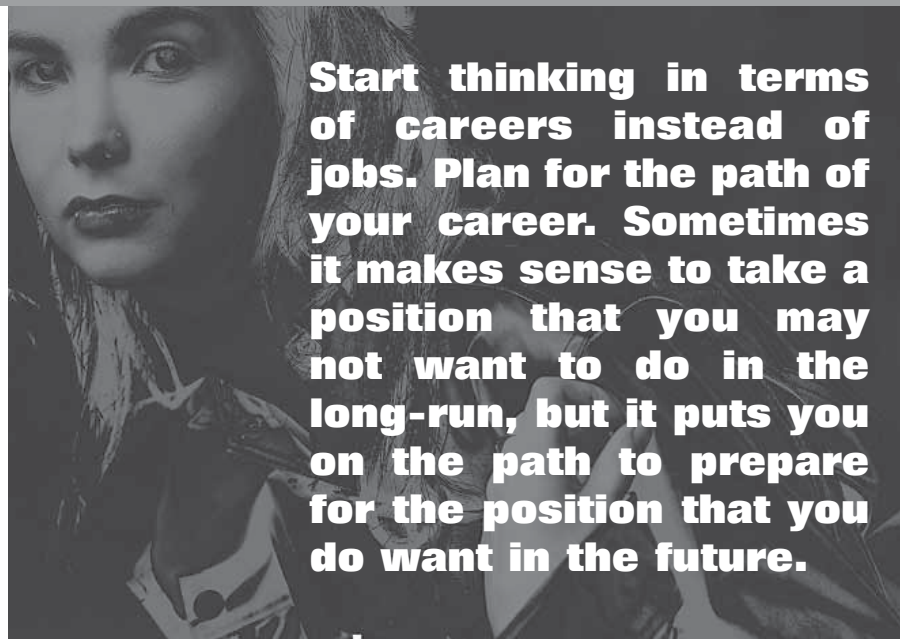 Start thinking in terms
of careers instead of
jobs. Plan for the path of
your career. Sometimes
it makes sense to take a
position that you may
not want to do in the
long-run, but it puts you
on the path to prepare
for the position that you
do want in the future.